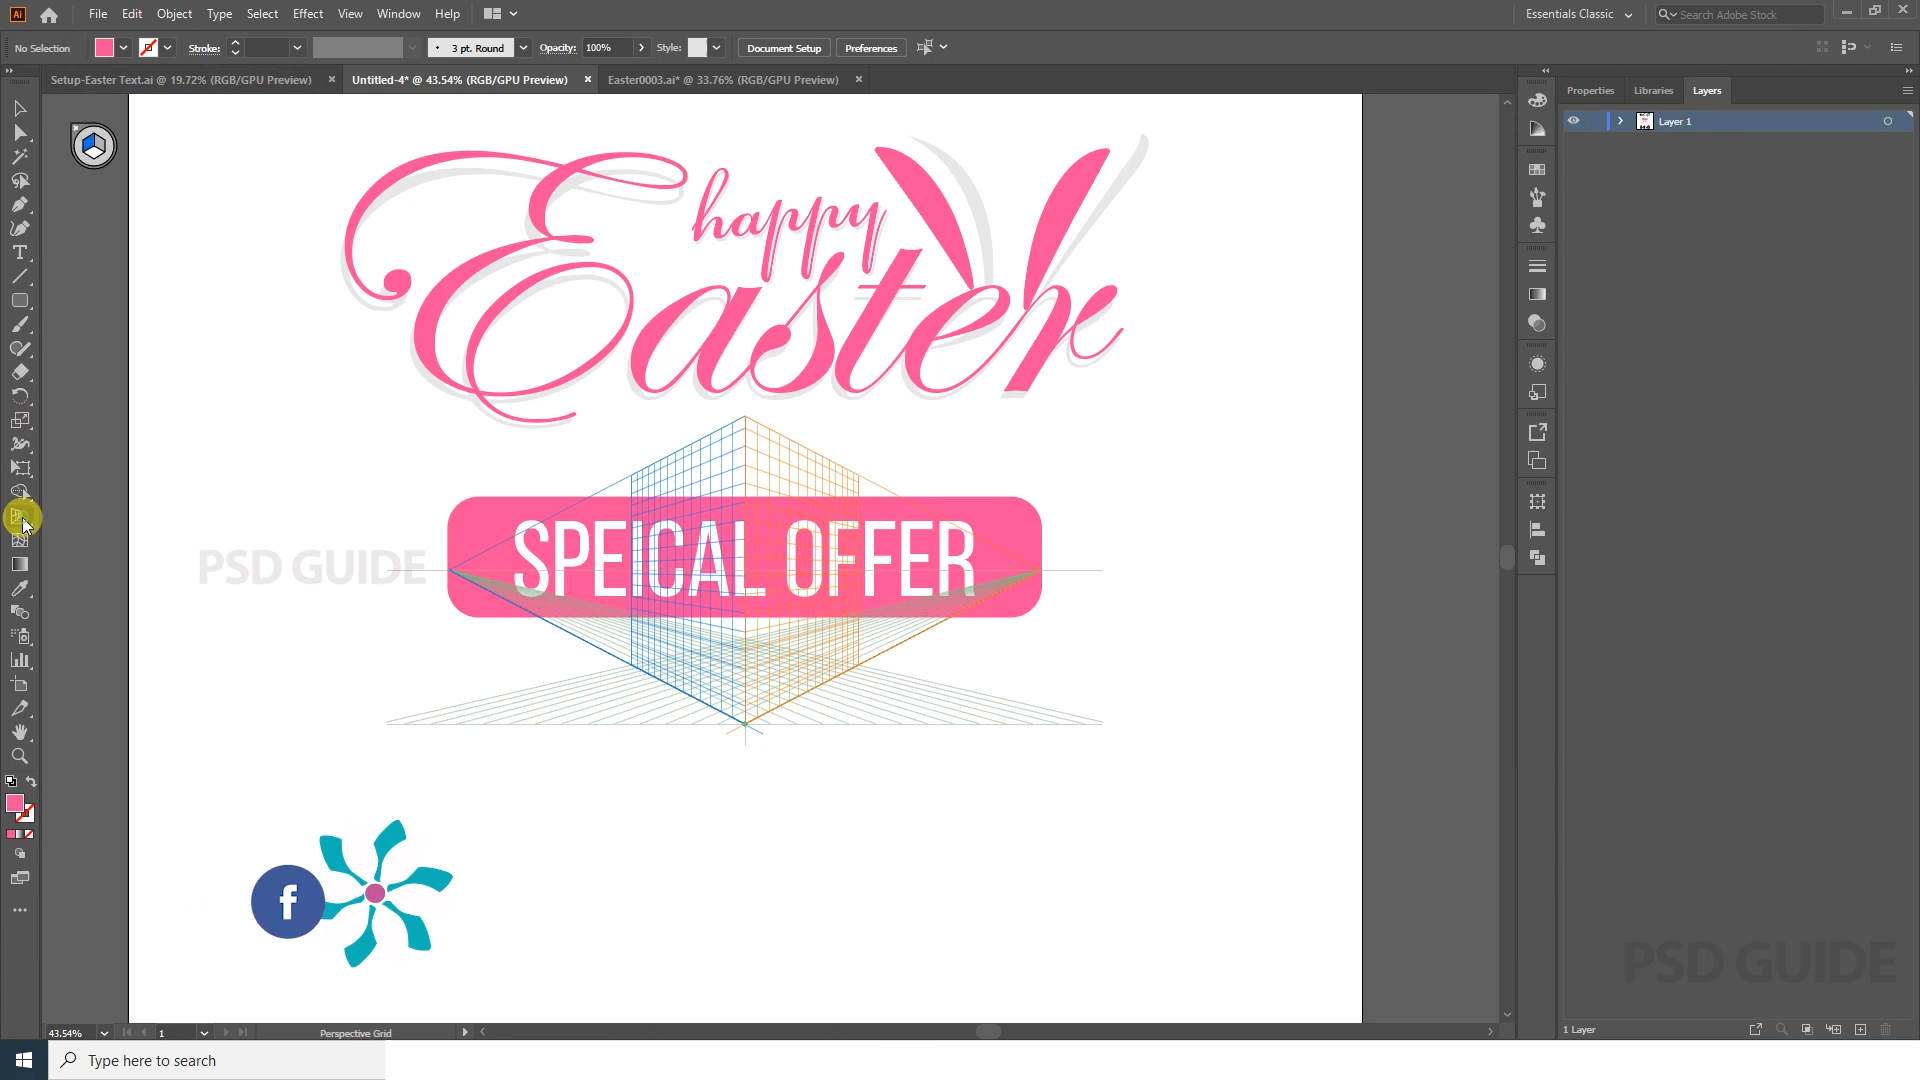 Ai File Edit Object Type Select Effect View Window Help Essentials Classic Search Adobe Stock
No Selection Stroke: 3 pt. Round Opacity: 100% Style: Document Setup Preferences
Setup-Easter Text.ai @ 19.72% (RGB/GPU Preview) × Untitled-4* @ 43.54% (RGB/GPU Preview) × Easter0003.ai* @ 33.76% (RGB/GPU Preview) ×
Properties Libraries Layers
Layer 1
happy
Easter
SPEICAL OFFER
PSD GUIDE
f
PSD GUIDE
43.54% 1 Perspective Grid 1 Layer
Type here to search